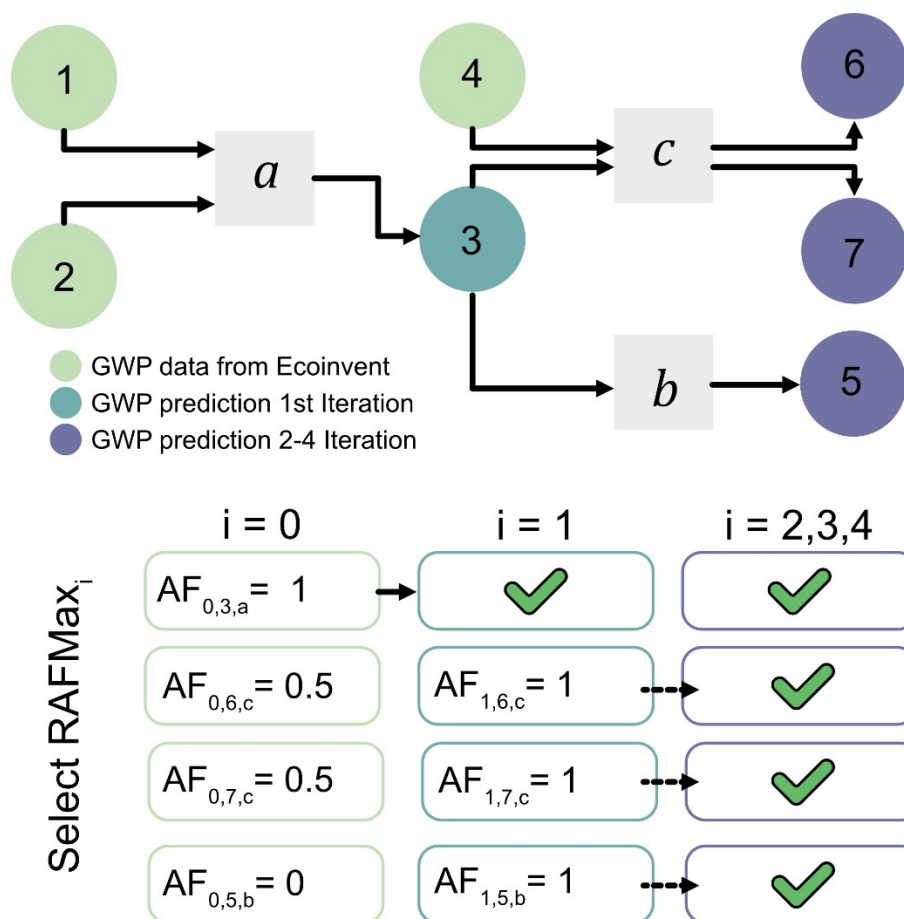 1
4
6
a
c
2
3
7
GWP data from Ecoinvent
GWP prediction 1st Iteration
GWP prediction 2-4 Iteration
b
5
i = 0
i = 1
i = 2,3,4
Select RAFMax_i
AF_0,3,a = 1
AF_0,6,c = 0.5
AF_1,6,c = 1
AF_0,7,c = 0.5
AF_1,7,c = 1
AF_0,5,b = 0
AF_1,5,b = 1